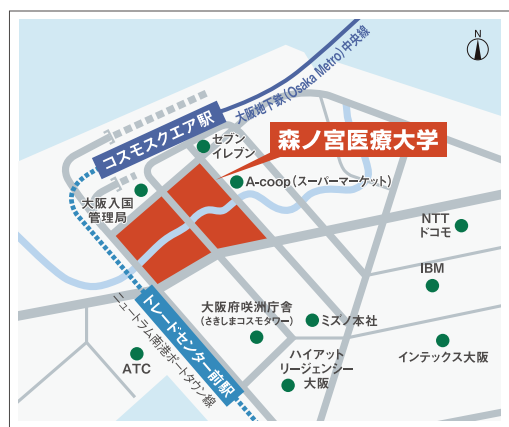 N
大阪地下鉄（Osaka Metro）中央線
コスモスクエア駅
セブン
イレブン
森ノ宮医療大学
A-coop（スーパーマーケット）
大阪入国
管理局
NTT
ドコモ
IBM
大阪府咲洲庁舎
（さきしまコスモタワー）
ミズノ本社
トレードセンター前駅
ニュートラム南港ポートタウン線
ATC
ハイアット
リージェンシー
大阪
インテックス大阪